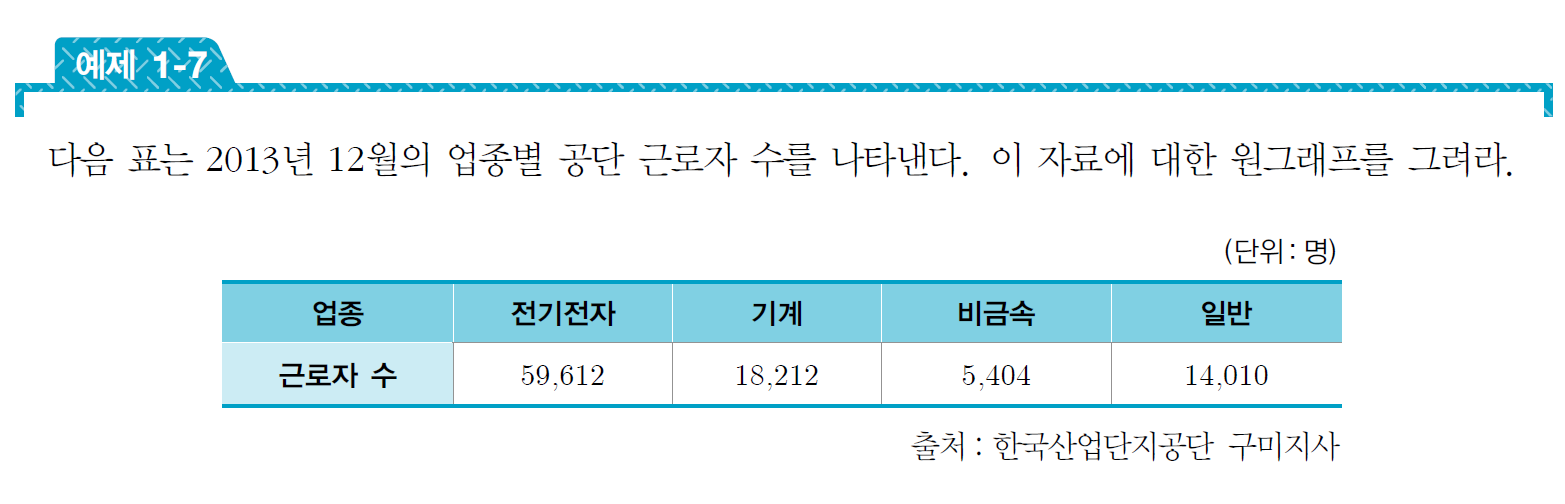 예제 1-7
다음 표는 2013년 12월의 업종별 공단 근로자 수를 나타낸다. 이 자료에 대한 원그래프를 그려라.
(단위 : 명)
업종 전기전자 기계 비금속 일반
근로자 수 59,612 18,212 5,404 14,010
출처 : 한국산업단지공단 구미지사